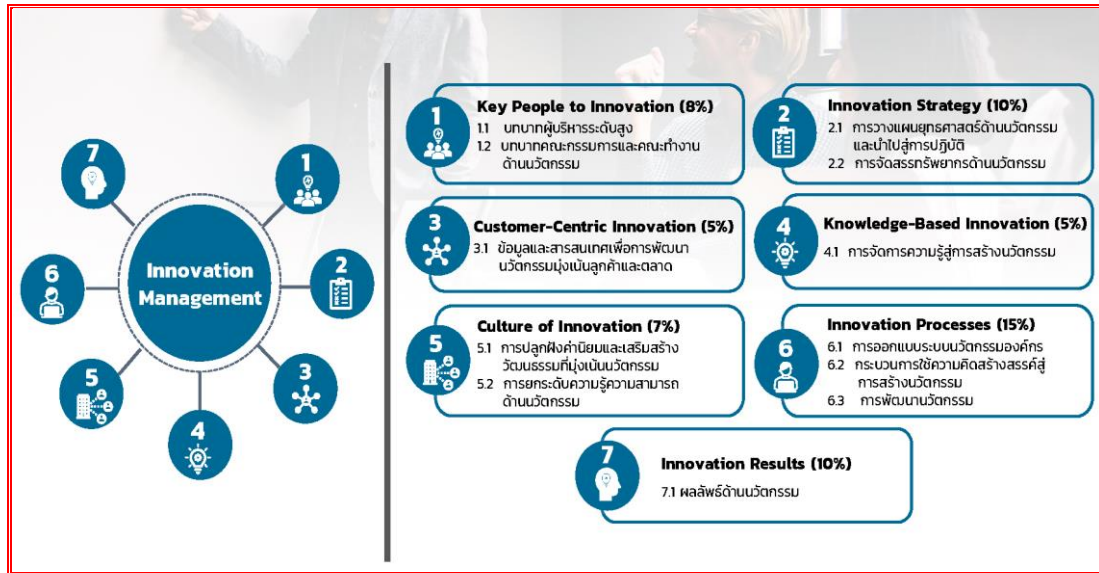 7
1
6
Innovation
Management
2
5
3
4
1
Key People to Innovation (8%)
1.1 บทบาทผู้บริหารระดับสูง
1.2 บทบาทคณะกรรมการและคณะทำงาน
ด้านนวัตกรรม
2
Innovation Strategy (10%)
2.1 การวางแผนยุทธศาสตร์ด้านนวัตกรรม
และนำไปสู่การปฏิบัติ
2.2 การจัดสรรทรัพยากรด้านนวัตกรรม
3
Customer-Centric Innovation (5%)
3.1 ข้อมูลและสารสนเทศเพื่อการพัฒนา
นวัตกรรมมุ่งเน้นลูกค้าและตลาด
4
Knowledge-Based Innovation (5%)
4.1 การจัดการความรู้สู่การสร้างนวัตกรรม
5
Culture of Innovation (7%)
5.1 การปลูกฝังค่านิยมและเสริมสร้าง
วัฒนธรรมที่มุ่งเน้นนวัตกรรม
5.2 การยกระดับความรู้ความสามารถ
ด้านนวัตกรรม
6
Innovation Processes (15%)
6.1 การออกแบบระบบนวัตกรรมองค์กร
6.2 กระบวนการใช้ความคิดสร้างสรรค์สู่
การสร้างนวัตกรรม
6.3 การพัฒนานวัตกรรม
7
Innovation Results (10%)
7.1 ผลลัพธ์ด้านนวัตกรรม